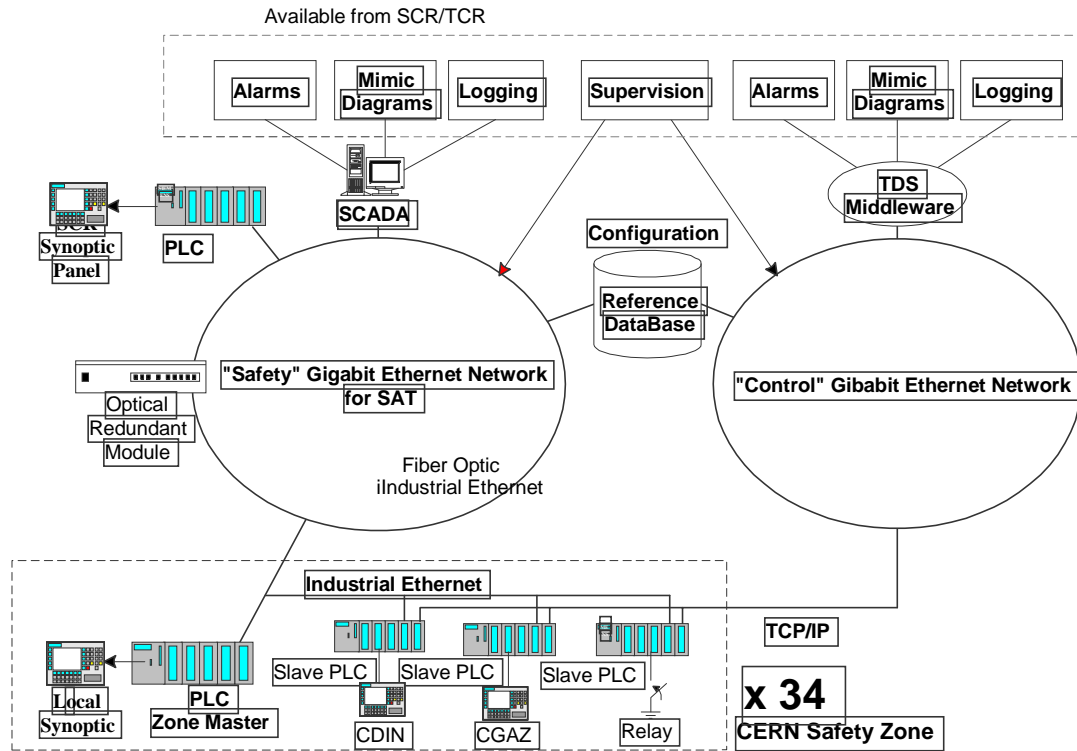 Available from SCR/TCR
Alarms
Mimic
Diagrams
Logging
Supervision
Alarms
Mimic
Diagrams
Logging
SCADA
TDS
Middleware
SCR
Synoptic
Panel
PLC
Configuration
Reference
DataBase
"Safety" Gigabit Ethernet Network
for SAT
"Control" Gibabit Ethernet Network
Optical
Redundant
Module
Fiber Optic
iIndustrial Ethernet
Industrial Ethernet
TCP/IP
Slave PLC
Slave PLC
Slave PLC
Local
Synoptic
PLC
Zone Master
CDIN
CGAZ
Relay
x 34
CERN Safety Zone